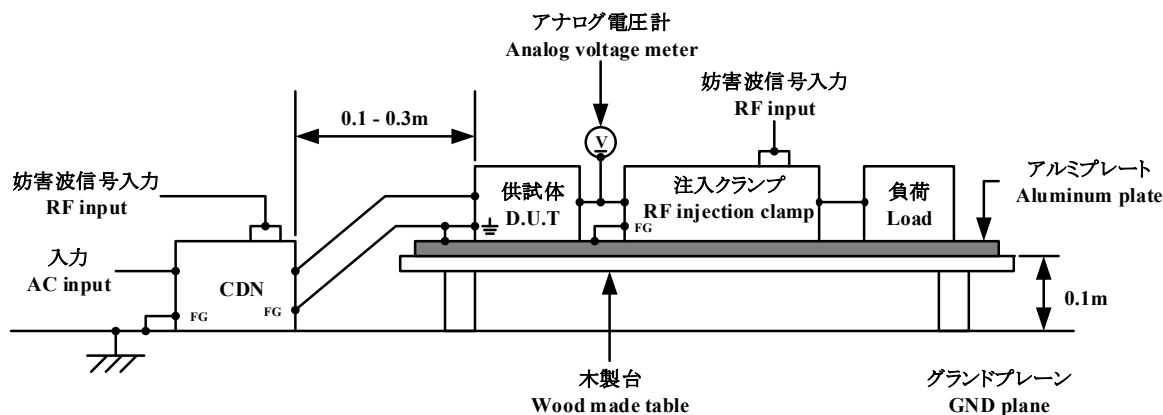 アナログ電圧計
Analog voltage meter
妨害波信号入力
RF input
0.1 - 0.3m
V
妨害波信号入力
RF input
供試体
D.U.T
注入クランプ
RF injection clamp
FG
負荷
Load
アルミプレート
Aluminum plate
入力
AC input
CDN
FG
FG
0.1m
木製台
Wood made table
グランドプレーン
GND plane